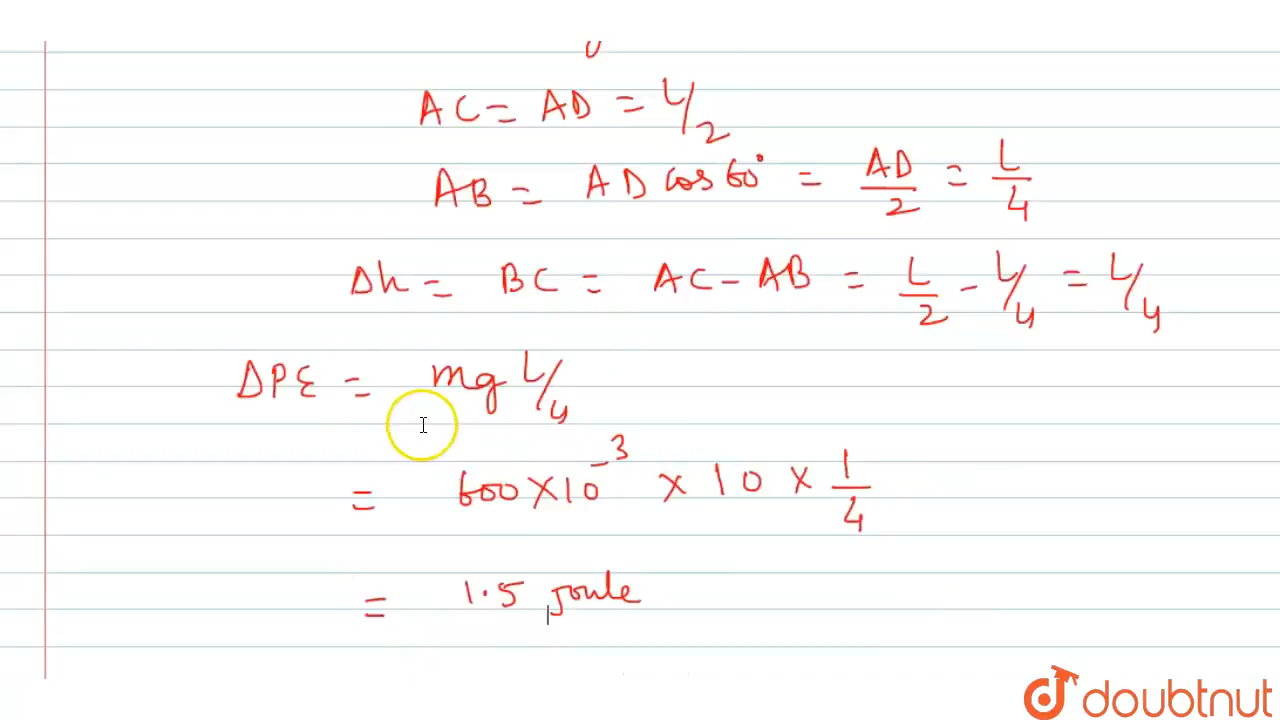 AC = AD = L/2
AB = AD cos 60° = AD/2 = L/4
Δh = BC = AC - AB = L/2 - L/4 = L/4
ΔPE = mg L/4
= 600 × 10⁻³ × 10 × 1/4
= 1.5 joule
doubtnut